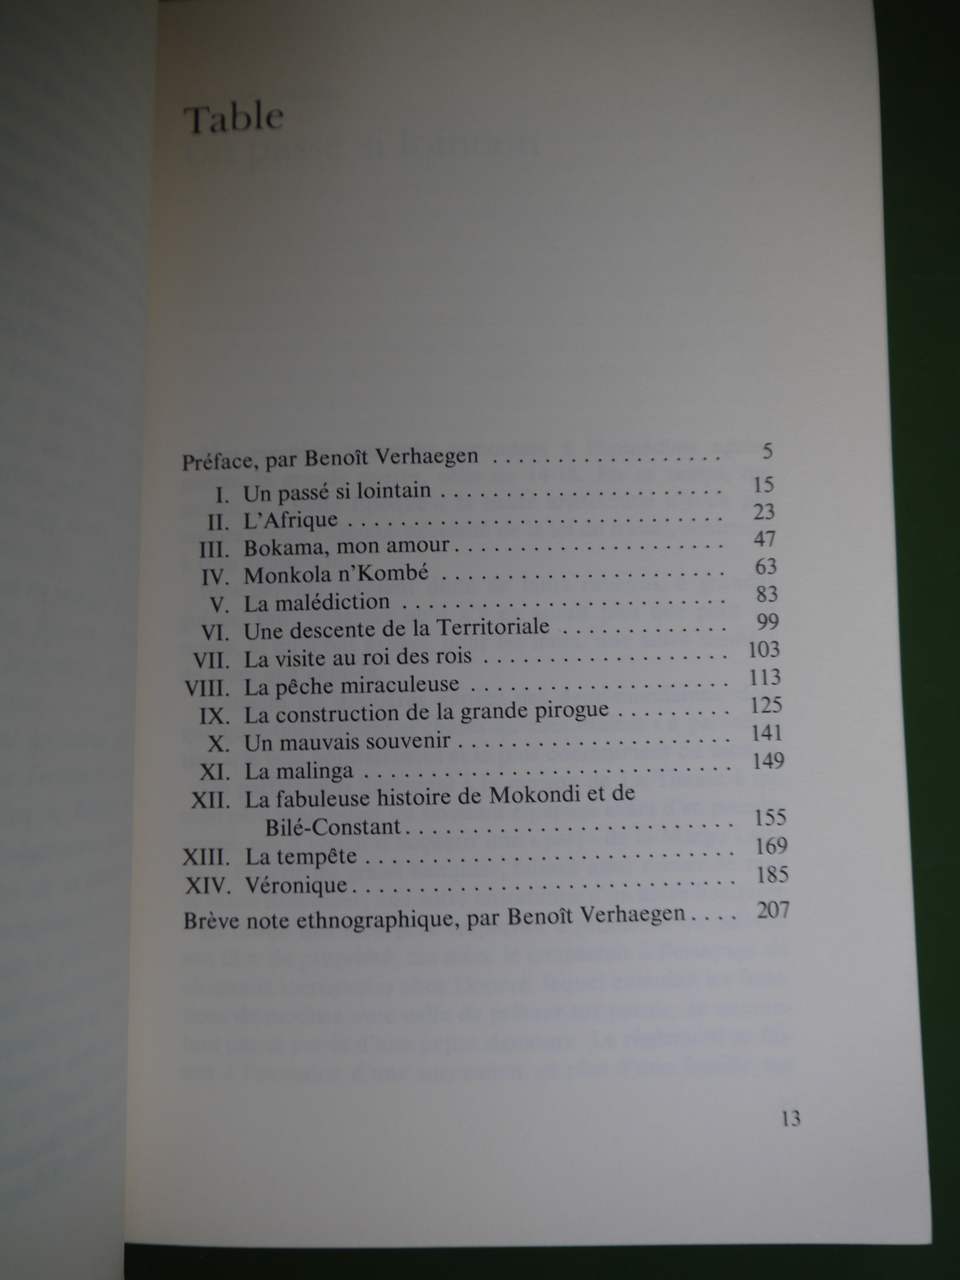 Table
Préface, par Benoît Verhaegen . . . . . . . . . . . . . . . . . . 5
I. Un passé si lointain . . . . . . . . . . . . . . . . . . . . . . 15
II. L'Afrique . . . . . . . . . . . . . . . . . . . . . . . . . . . . . 23
III. Bokama, mon amour . . . . . . . . . . . . . . . . . . . . . 47
IV. Monkola n'Kombé . . . . . . . . . . . . . . . . . . . . . . 63
V. La malédiction . . . . . . . . . . . . . . . . . . . . . . . . . 83
VI. Une descente de la Territoriale . . . . . . . . . . . . . 99
VII. La visite au roi des rois . . . . . . . . . . . . . . . . . . . 103
VIII. La pêche miraculeuse . . . . . . . . . . . . . . . . . . . . 113
IX. La construction de la grande pirogue . . . . . . . . . 125
X. Un mauvais souvenir . . . . . . . . . . . . . . . . . . . . . 141
XI. La malinga . . . . . . . . . . . . . . . . . . . . . . . . . . . . 149
XII. La fabuleuse histoire de Mokondi et de
Bilé-Constant . . . . . . . . . . . . . . . . . . . . . . . . . 155
XIII. La tempête . . . . . . . . . . . . . . . . . . . . . . . . . . . . 169
XIV. Véronique . . . . . . . . . . . . . . . . . . . . . . . . . . . . . 185
Brève note ethnographique, par Benoît Verhaegen . . . . 207
13